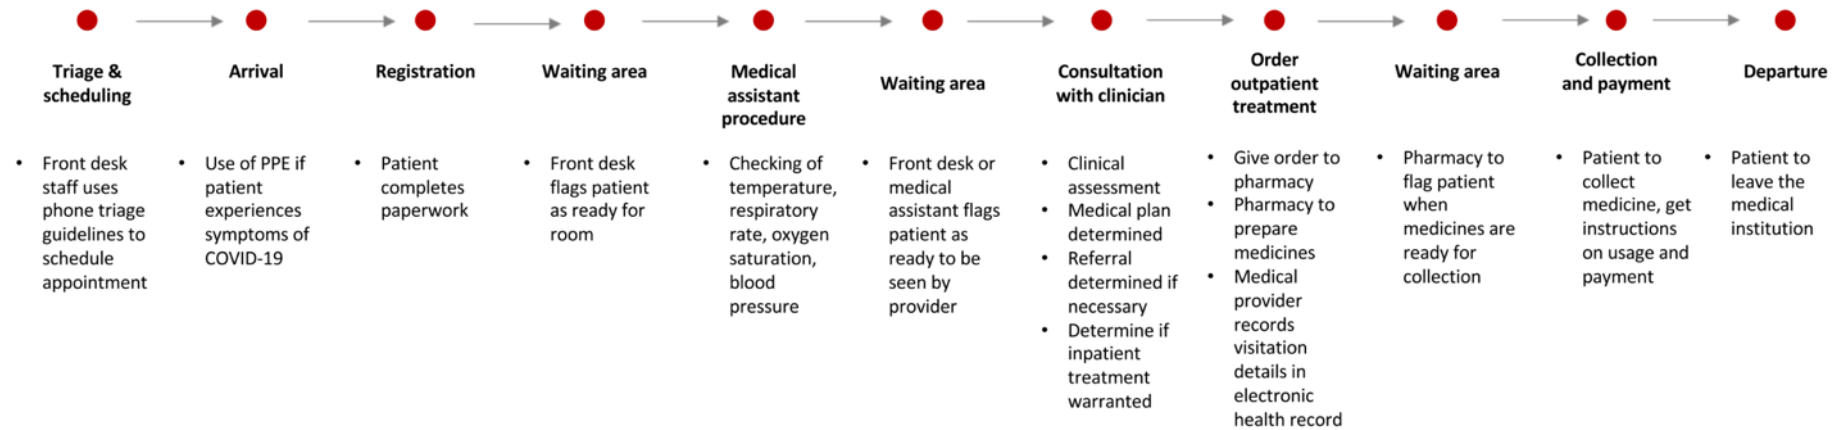 Triage &
scheduling
• Front desk
staff uses
phone triage
guidelines to
schedule
appointment
Arrival
• Use of PPE if
patient
experiences
symptoms of
COVID-19
Registration
• Patient
completes
paperwork
Waiting area
• Front desk
flags patient
as ready for
room
Medical
assistant
procedure
• Checking of
temperature,
respiratory
rate, oxygen
saturation,
blood
pressure
Waiting area
• Front desk or
medical
assistant flags
patient as
ready to be
seen by
provider
Consultation
with clinician
• Clinical
assessment
• Medical plan
determined
• Referral
determined if
necessary
• Determine if
inpatient
treatment
warranted
Order
outpatient
treatment
• Give order to
pharmacy
• Pharmacy to
prepare
medicines
• Medical
provider
records
visitation
details in
electronic
health record
Waiting area
• Pharmacy to
flag patient
when
medicines are
ready for
collection
Collection
and payment
• Patient to
collect
medicine, get
instructions
on usage and
payment
Departure
• Patient to
leave the
medical
institution